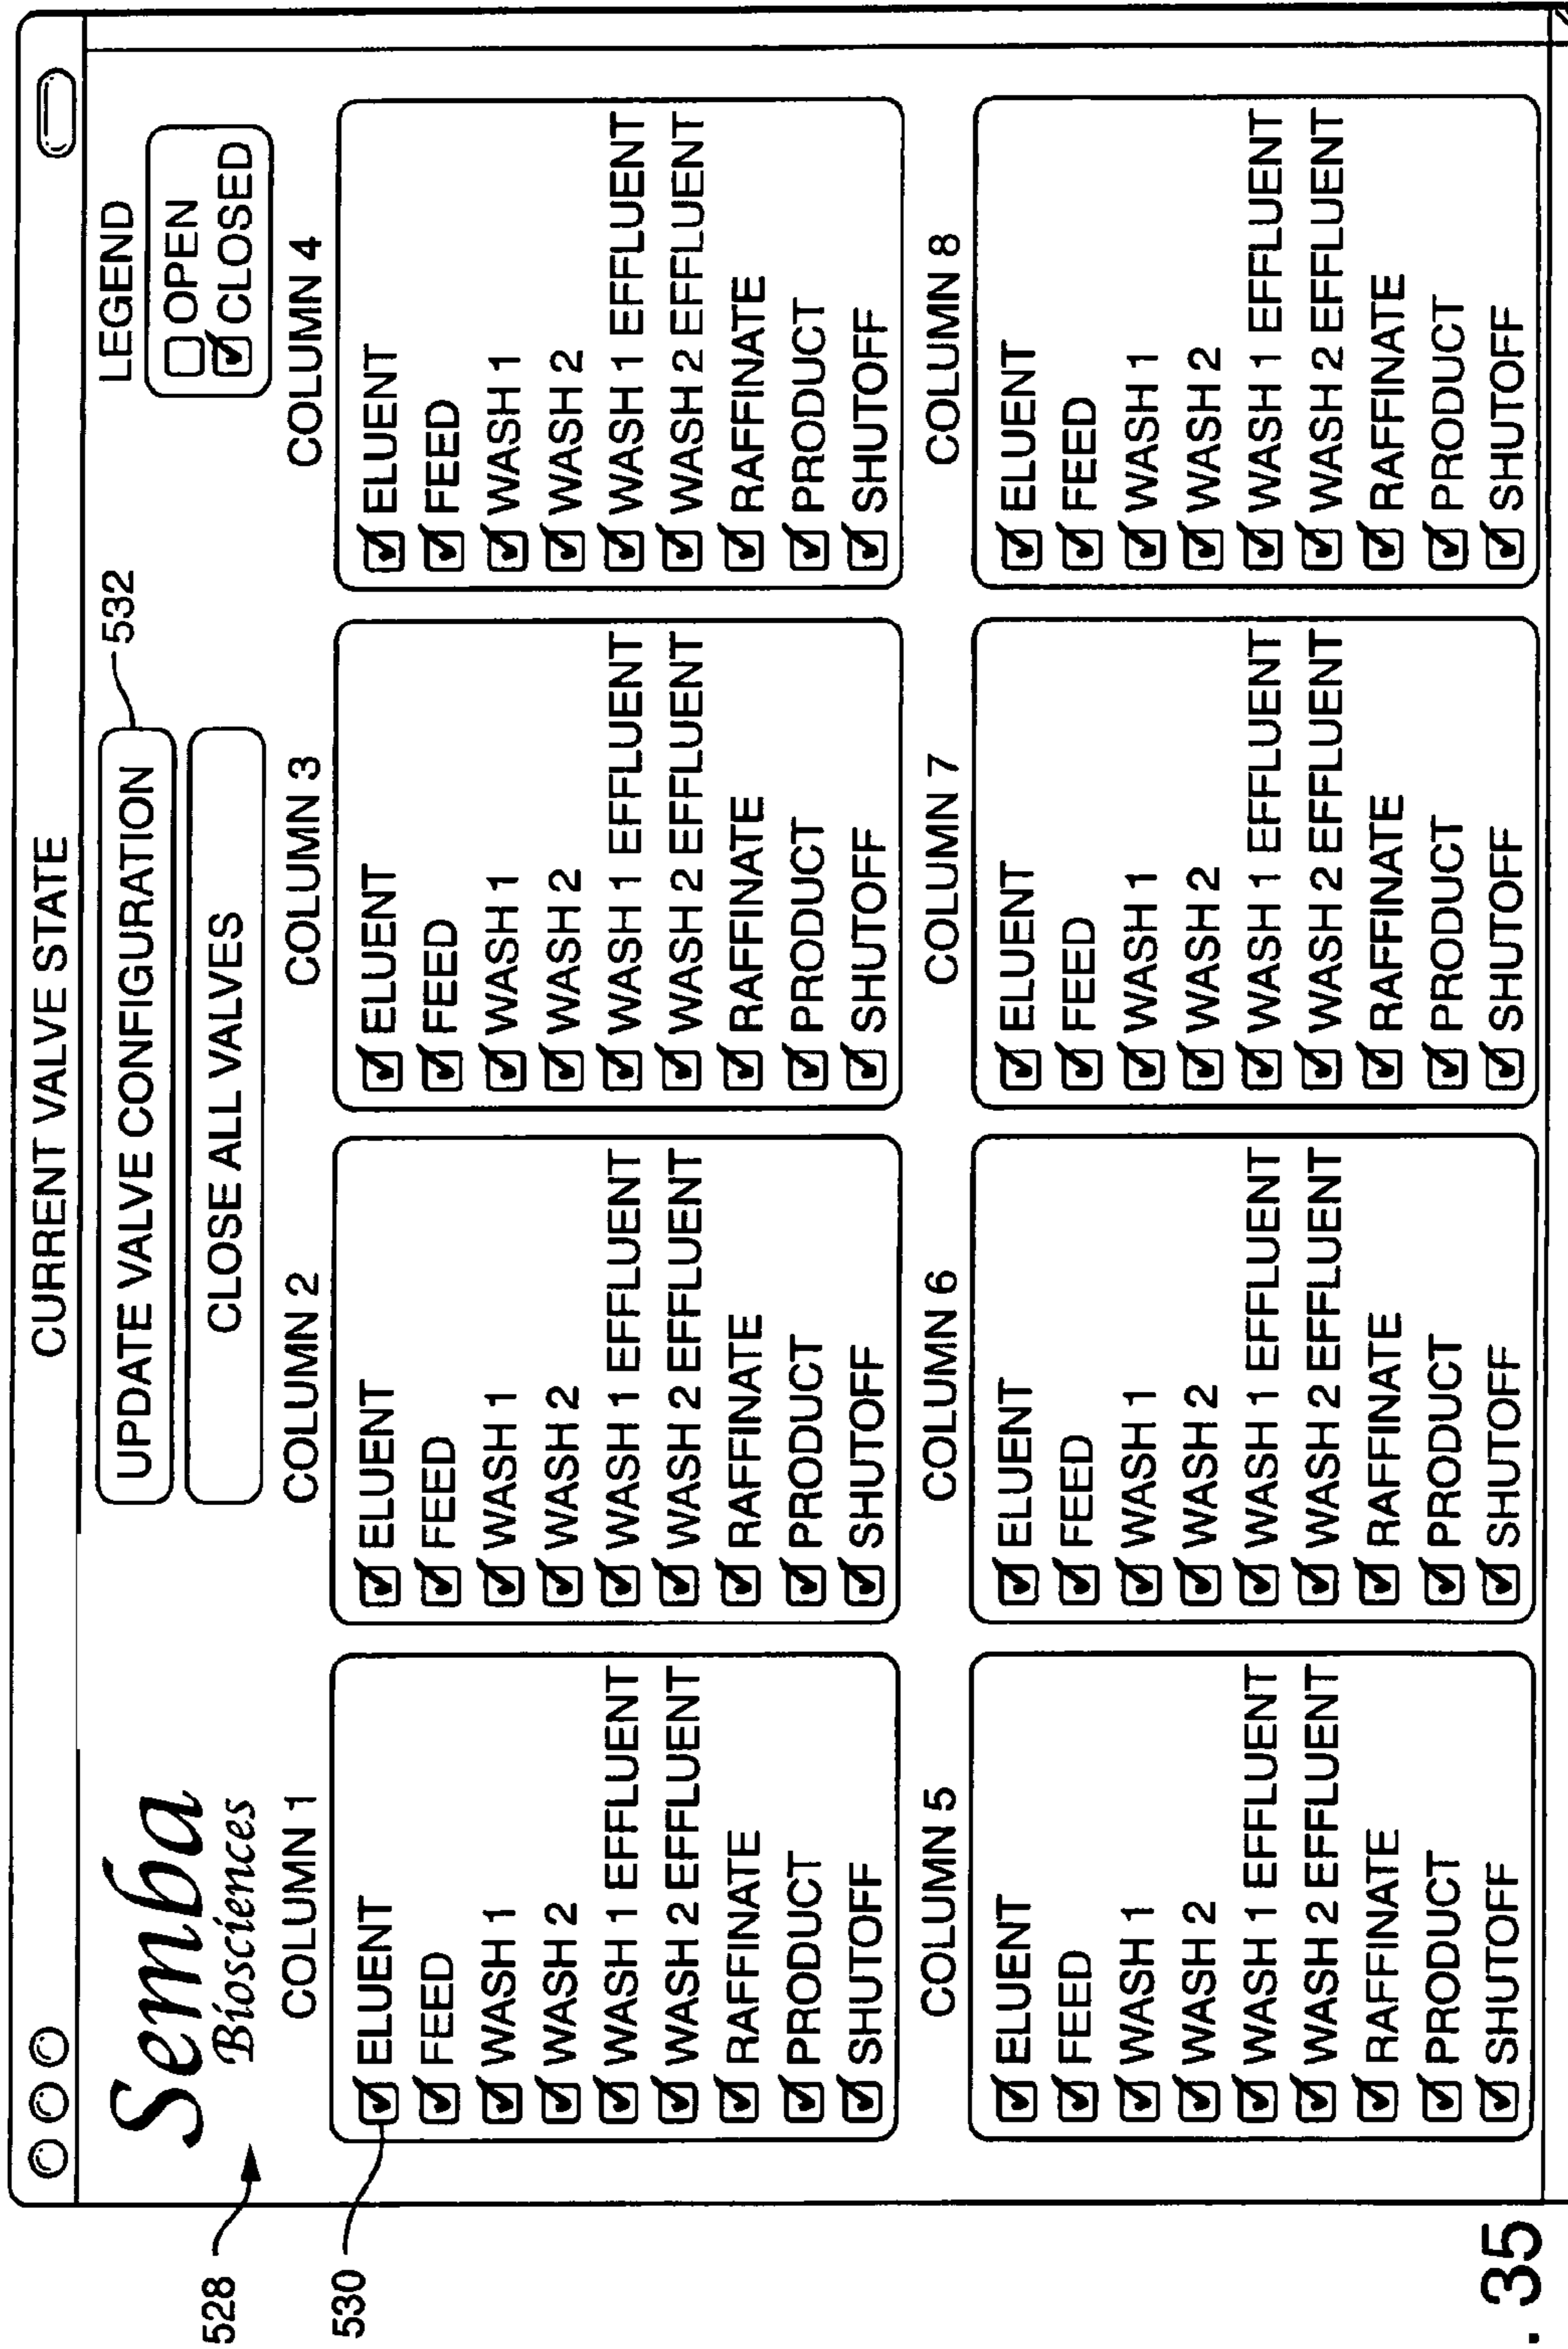 CURRENT VALVE STATE
Semba
Biosciences
UPDATE VALVE CONFIGURATION
CLOSE ALL VALVES
532
LEGEND
OPEN
CLOSED
528
530
COLUMN 1
ELUENT
FEED
WASH 1
WASH 2
WASH 1 EFFLUENT
WASH 2 EFFLUENT
RAFFINATE
PRODUCT
SHUTOFF
COLUMN 2
ELUENT
FEED
WASH 1
WASH 2
WASH 1 EFFLUENT
WASH 2 EFFLUENT
RAFFINATE
PRODUCT
SHUTOFF
COLUMN 3
ELUENT
FEED
WASH 1
WASH 2
WASH 1 EFFLUENT
WASH 2 EFFLUENT
RAFFINATE
PRODUCT
SHUTOFF
COLUMN 4
ELUENT
FEED
WASH 1
WASH 2
WASH 1 EFFLUENT
WASH 2 EFFLUENT
RAFFINATE
PRODUCT
SHUTOFF
COLUMN 5
ELUENT
FEED
WASH 1
WASH 2
WASH 1 EFFLUENT
WASH 2 EFFLUENT
RAFFINATE
PRODUCT
SHUTOFF
COLUMN 6
ELUENT
FEED
WASH 1
WASH 2
WASH 1 EFFLUENT
WASH 2 EFFLUENT
RAFFINATE
PRODUCT
SHUTOFF
COLUMN 7
ELUENT
FEED
WASH 1
WASH 2
WASH 1 EFFLUENT
WASH 2 EFFLUENT
RAFFINATE
PRODUCT
SHUTOFF
COLUMN 8
ELUENT
FEED
WASH 1
WASH 2
WASH 1 EFFLUENT
WASH 2 EFFLUENT
RAFFINATE
PRODUCT
SHUTOFF
. 35